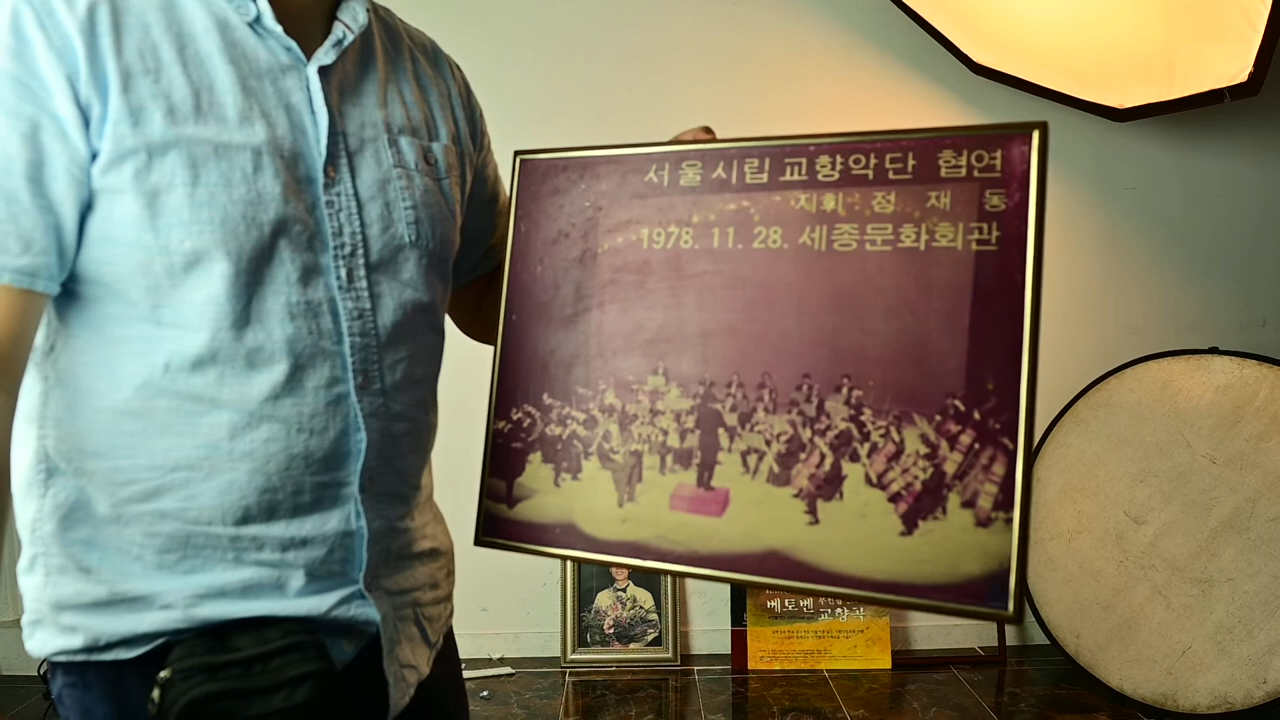 서울시립교향악단 협연
지휘 : 정 재 동
1978. 11. 28. 세종문화회관
베토벤 교향곡